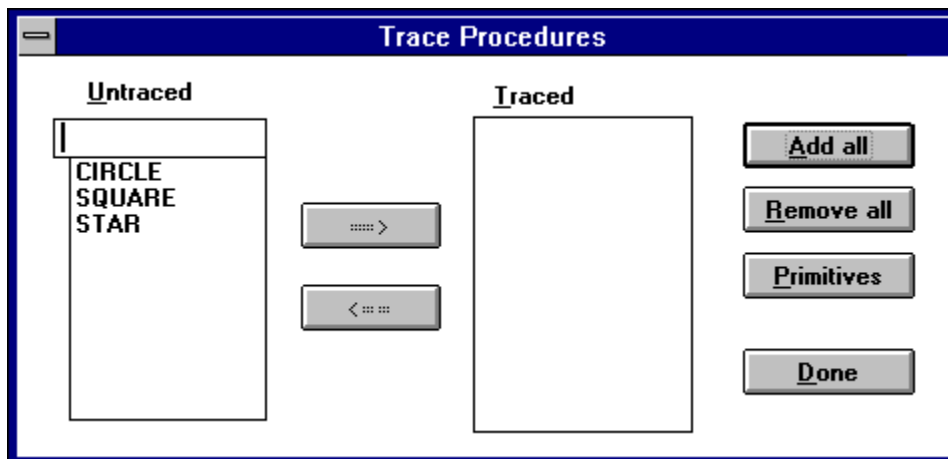 Trace Procedures
Untraced
Traced
CIRCLE
SQUARE
STAR
Add all
Remove all
Primitives
Done